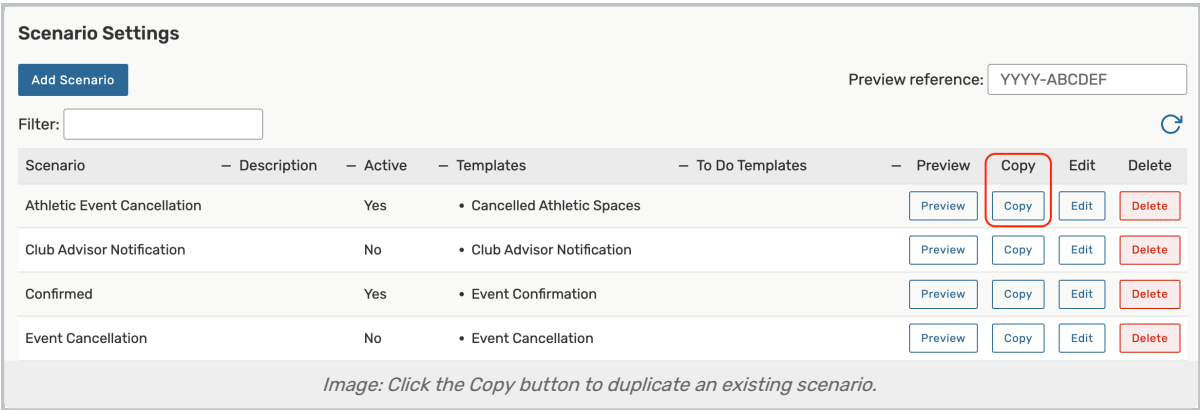 Scenario Settings
Add Scenario Preview reference: YYYY-ABCDEF
Filter:
Scenario – Description – Active – Templates – To Do Templates – Preview Copy Edit Delete
Athletic Event Cancellation Yes • Cancelled Athletic Spaces Preview Copy Edit Delete
Club Advisor Notification No • Club Advisor Notification Preview Copy Edit Delete
Confirmed Yes • Event Confirmation Preview Copy Edit Delete
Event Cancellation No • Event Cancellation Preview Copy Edit Delete
Image: Click the Copy button to duplicate an existing scenario.